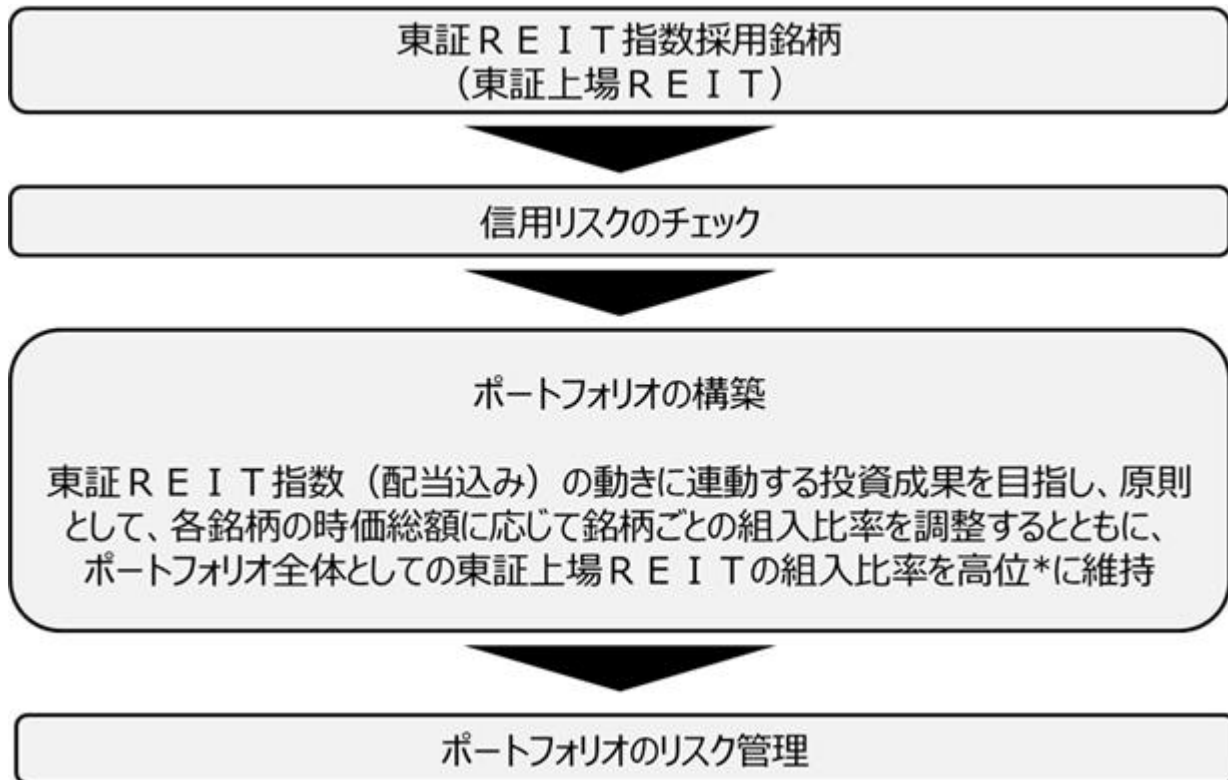 東証ＲＥＩＴ指数採用銘柄
（東証上場ＲＥＩＴ）
信用リスクのチェック
ポートフォリオの構築
東証ＲＥＩＴ指数（配当込み）の動きに連動する投資成果を目指し、原則
として、各銘柄の時価総額に応じて銘柄ごとの組入比率を調整するとともに、
ポートフォリオ全体としての東証上場ＲＥＩＴの組入比率を高位*に維持
ポートフォリオのリスク管理